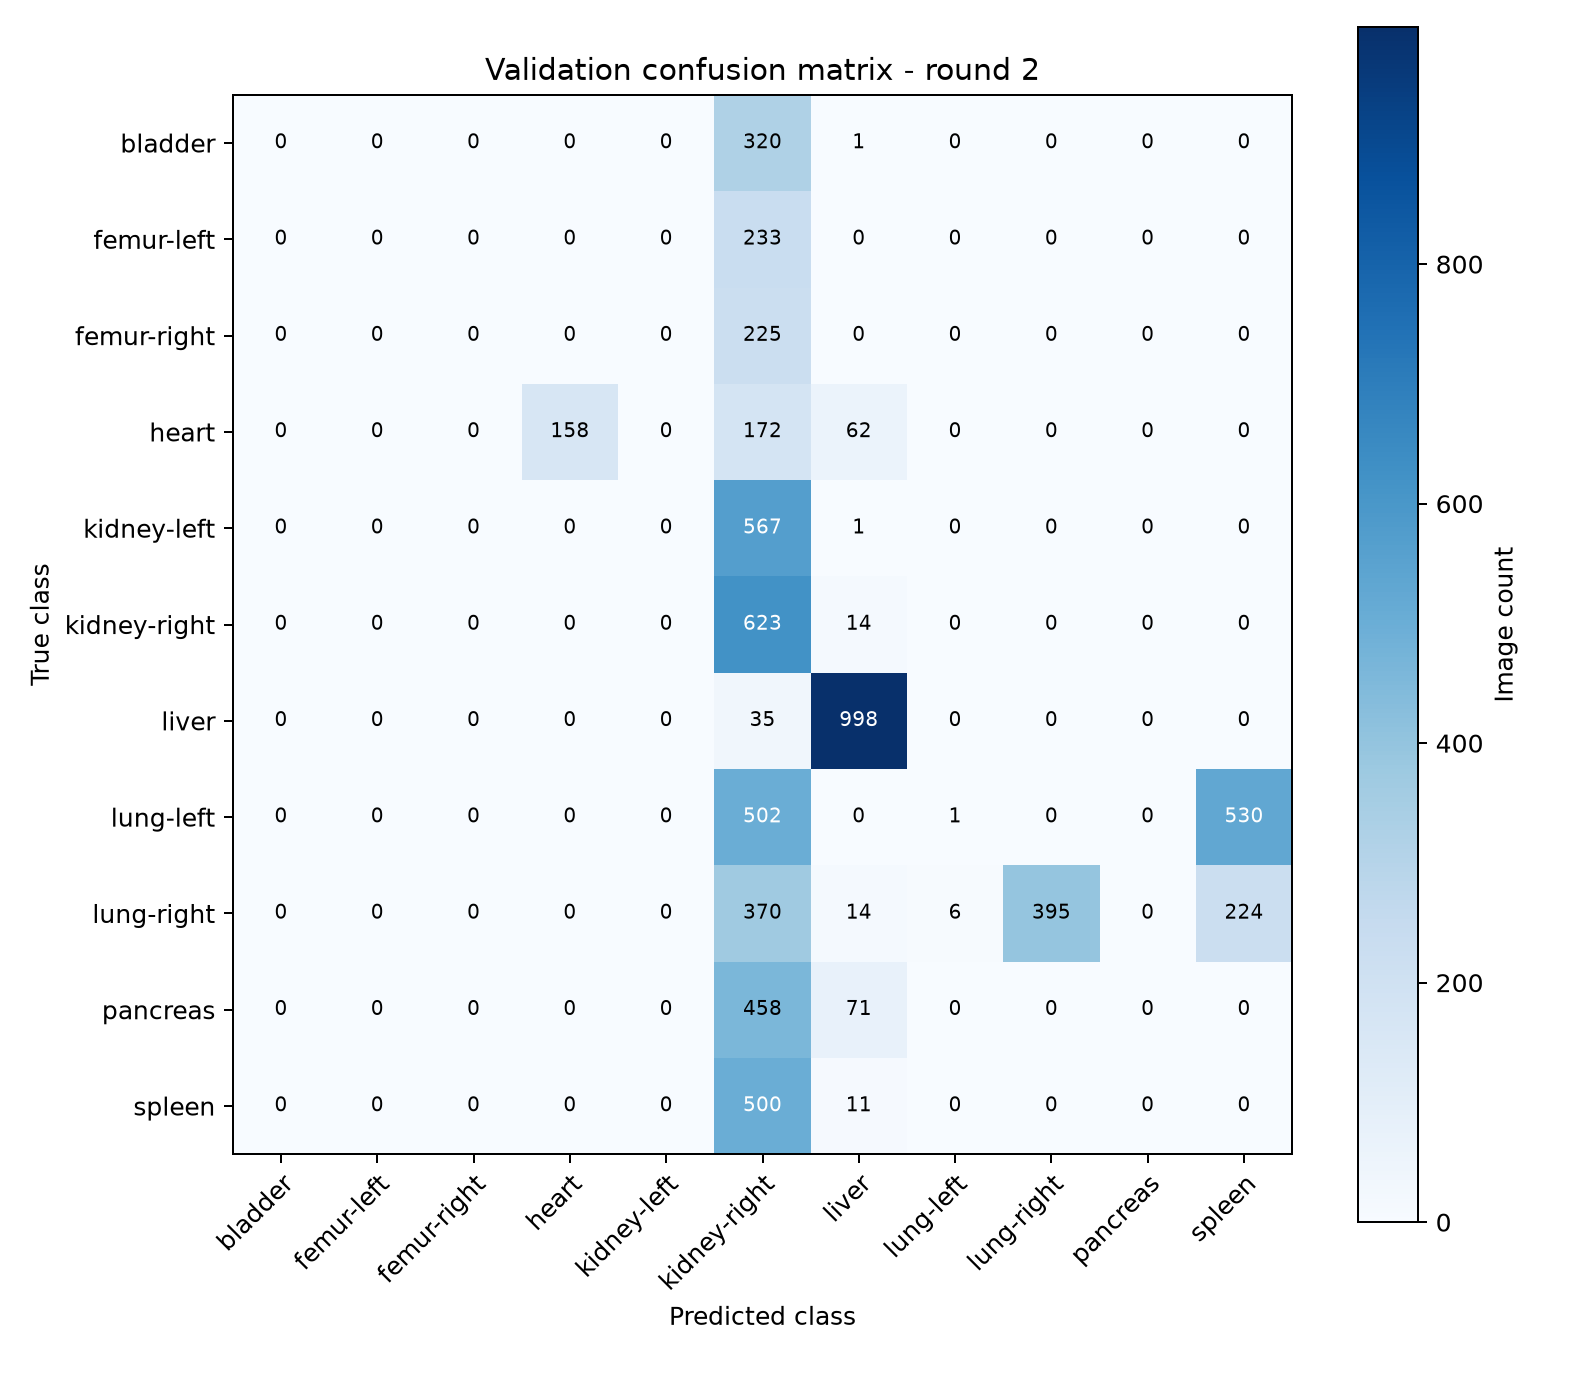 Validation confusion matrix - round 2
bladder 0 0 0 0 0 320 1 0 0 0 0
femur-left 0 0 0 0 0 233 0 0 0 0 0
femur-right 0 0 0 0 0 225 0 0 0 0 0
heart 0 0 0 158 0 172 62 0 0 0 0
kidney-left 0 0 0 0 0 567 1 0 0 0 0
kidney-right 0 0 0 0 0 623 14 0 0 0 0
liver 0 0 0 0 0 35 998 0 0 0 0
lung-left 0 0 0 0 0 502 0 1 0 0 530
lung-right 0 0 0 0 0 370 14 6 395 0 224
pancreas 0 0 0 0 0 458 71 0 0 0 0
spleen 0 0 0 0 0 500 11 0 0 0 0
True class
bladder femur-left femur-right heart kidney-left kidney-right liver lung-left lung-right pancreas spleen
Predicted class
800
600
400
200
0
Image count